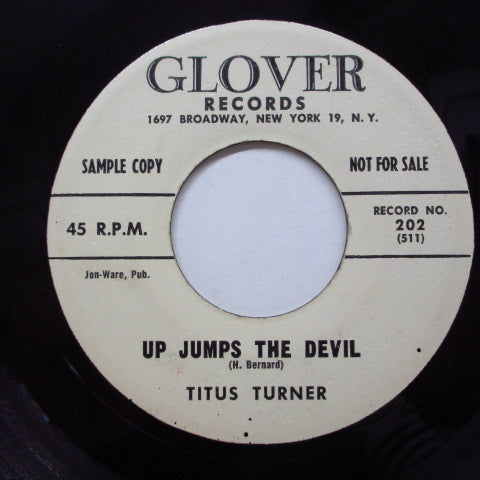 GLOVER
RECORDS
1697 BROADWAY, NEW YORK 19, N. Y.
SAMPLE COPY
NOT FOR SALE
45 R.P.M.
RECORD NO.
202
(511)
Jon-Ware, Pub.
UP JUMPS THE DEVIL
(H. Bernard)
TITUS TURNER